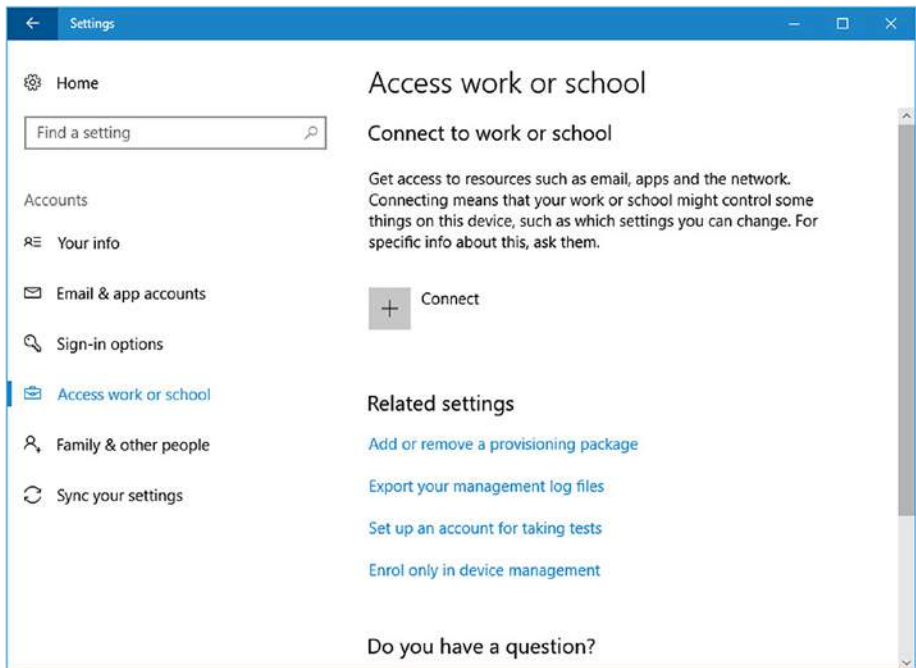 Settings
Home
Find a setting
Accounts
Your info
Email & app accounts
Sign-in options
Access work or school
Family & other people
Sync your settings
Access work or school
Connect to work or school
Get access to resources such as email, apps and the network.
Connecting means that your work or school might control some
things on this device, such as which settings you can change. For
specific info about this, ask them.
Connect
Related settings
Add or remove a provisioning package
Export your management log files
Set up an account for taking tests
Enrol only in device management
Do you have a question?